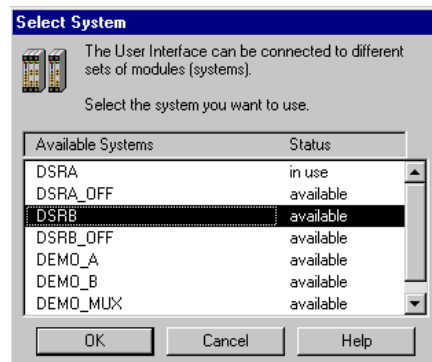 Select System
The User Interface can be connected to different
sets of modules (systems).
Select the system you want to use.
Available Systems Status
DSRA in use
DSRA_OFF available
DSRB available
DSRB_OFF available
DEMO_A available
DEMO_B available
DEMO_MUX available
OK Cancel Help